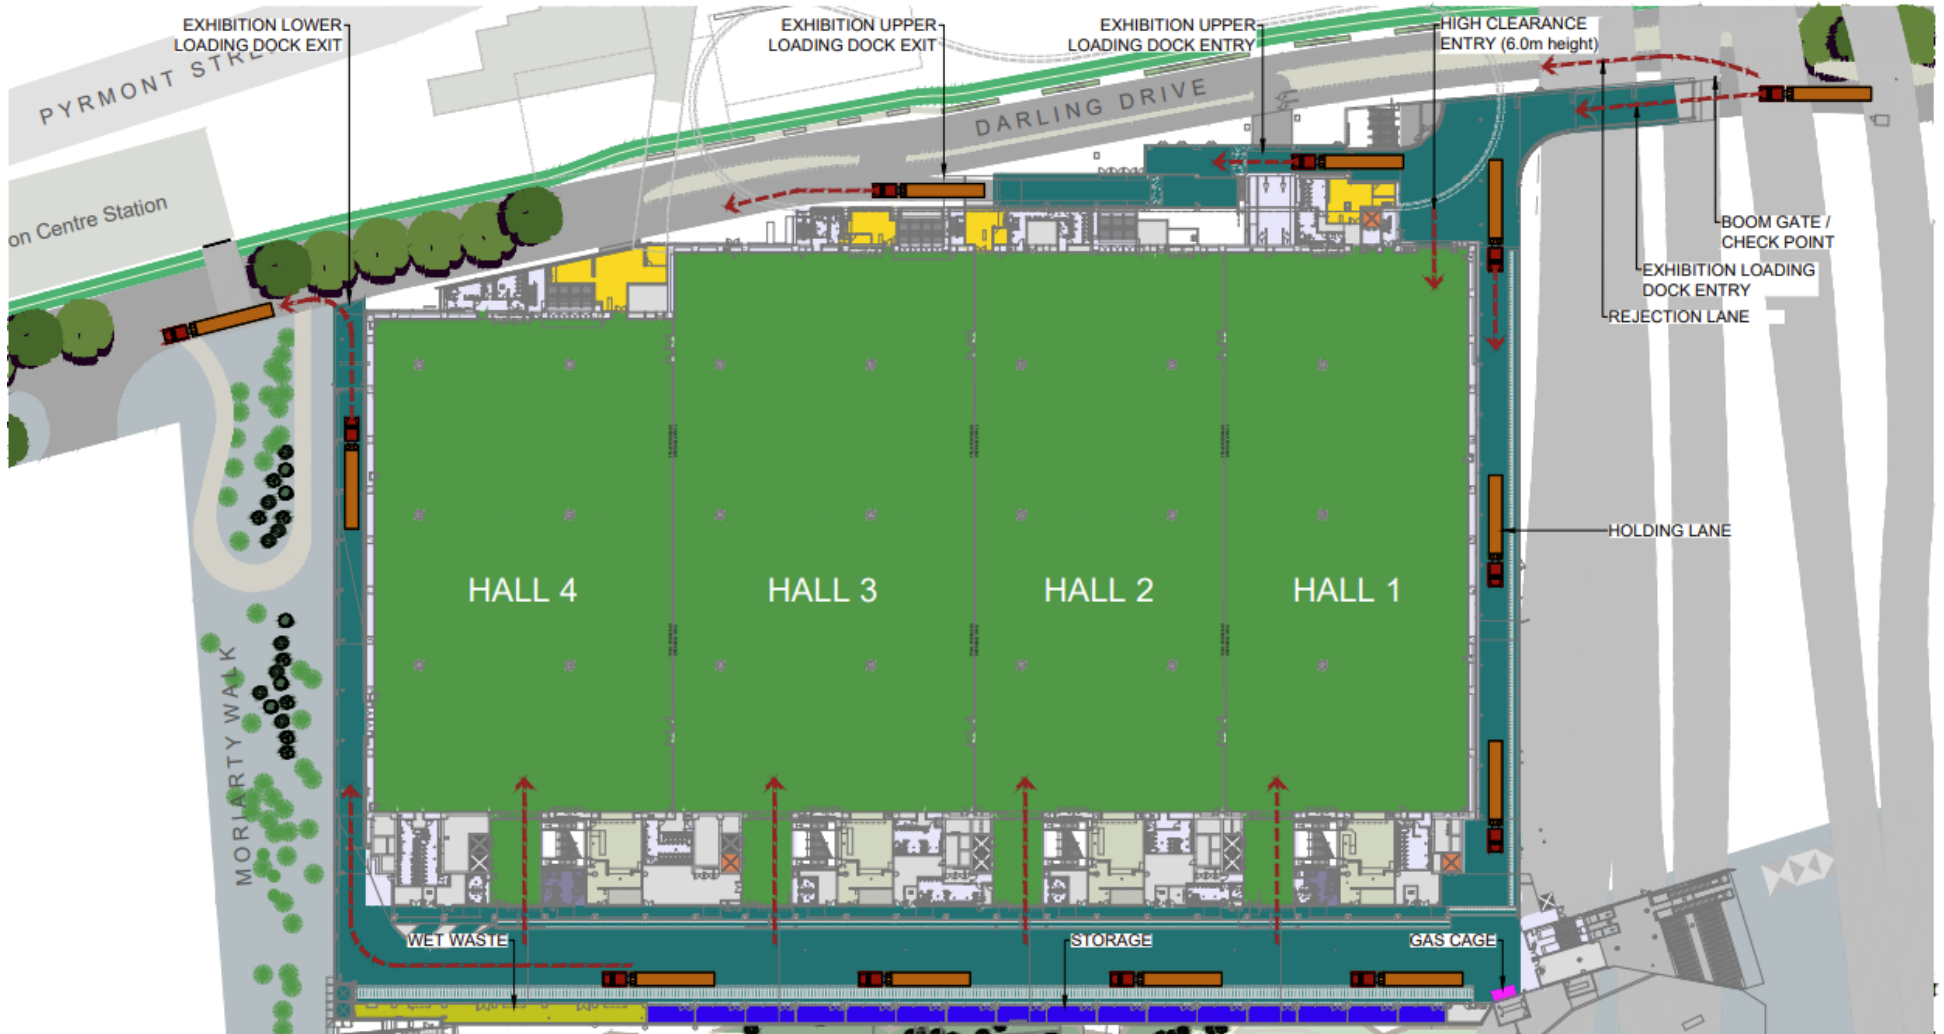 EXHIBITION LOWER
LOADING DOCK EXIT
EXHIBITION UPPER
LOADING DOCK EXIT
EXHIBITION UPPER
LOADING DOCK ENTRY
HIGH CLEARANCE
ENTRY (6.0m height)
PYRMONT STREET
DARLING DRIVE
on Centre Station
BOOM GATE /
CHECK POINT
EXHIBITION LOADING
DOCK ENTRY
REJECTION LANE
HOLDING LANE
HALL 4
HALL 3
HALL 2
HALL 1
MORIARTY WALK
WET WASTE
STORAGE
GAS CAGE